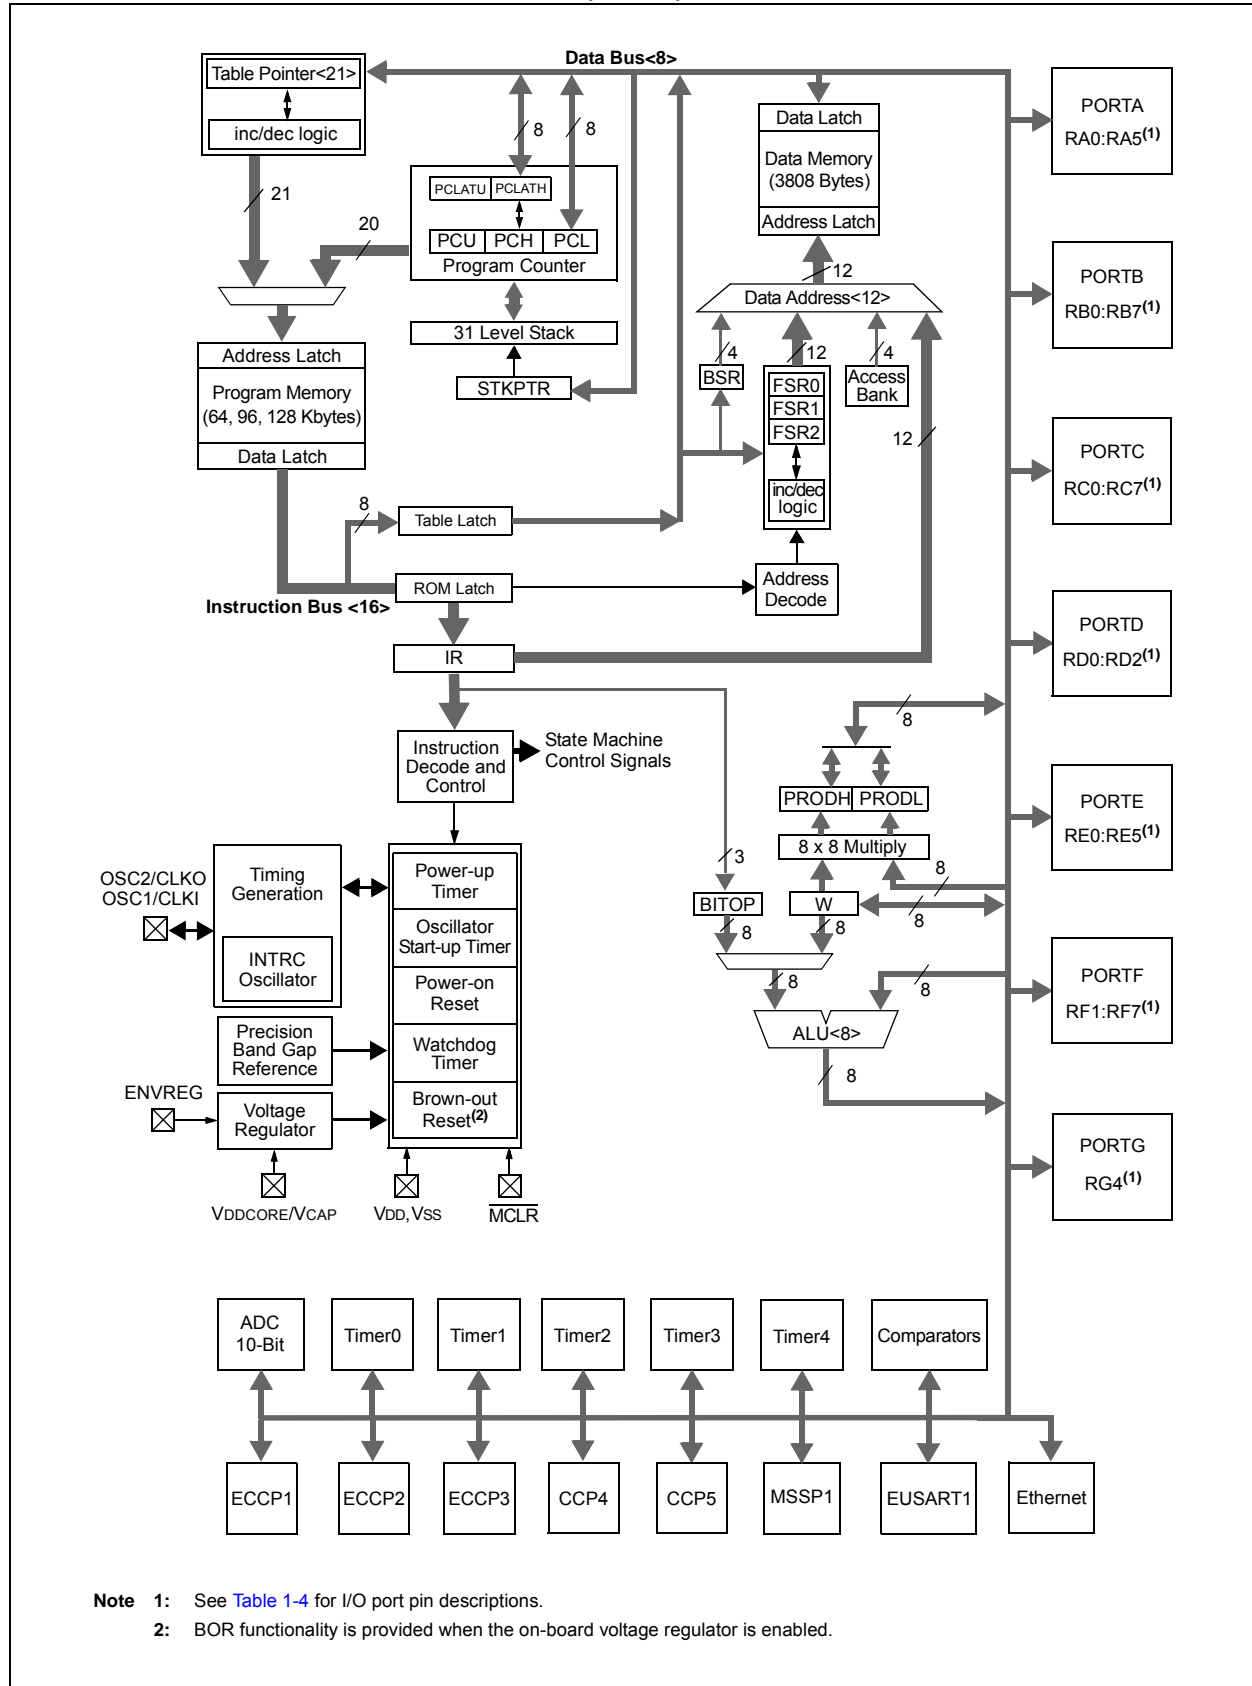 Data Bus<8>
Table Pointer<21>
inc/dec logic
21
20
8
8
PCLATU
PCLATH
PCU
PCH
PCL
Program Counter
31 Level Stack
STKPTR
Data Latch
Data Memory
(3808 Bytes)
Address Latch
12
Data Address<12>
4
12
4
BSR
FSR0
FSR1
FSR2
inc/dec
logic
Access
Bank
12
Address Latch
Program Memory
(64, 96, 128 Kbytes)
Data Latch
8
Table Latch
ROM Latch
Instruction Bus <16>
Address
Decode
IR
Instruction
Decode and
Control
State Machine
Control Signals
8
PRODH
PRODL
8 x 8 Multiply
3
8
BITOP
W
8
8
8
8
8
ALU<8>
8
OSC2/CLKO
OSC1/CLKI
Timing
Generation
INTRC
Oscillator
Power-up
Timer
Oscillator
Start-up Timer
Power-on
Reset
Watchdog
Timer
Brown-out
Reset(2)
Precision
Band Gap
Reference
ENVREG
Voltage
Regulator
VDDCORE/VCAP
VDD, VSS
MCLR
PORTA
RA0:RA5(1)
PORTB
RB0:RB7(1)
PORTC
RC0:RC7(1)
PORTD
RD0:RD2(1)
PORTE
RE0:RE5(1)
PORTF
RF1:RF7(1)
PORTG
RG4(1)
ADC
10-Bit
Timer0
Timer1
Timer2
Timer3
Timer4
Comparators
ECCP1
ECCP2
ECCP3
CCP4
CCP5
MSSP1
EUSART1
Ethernet
Note 1: See Table 1-4 for I/O port pin descriptions.
2: BOR functionality is provided when the on-board voltage regulator is enabled.